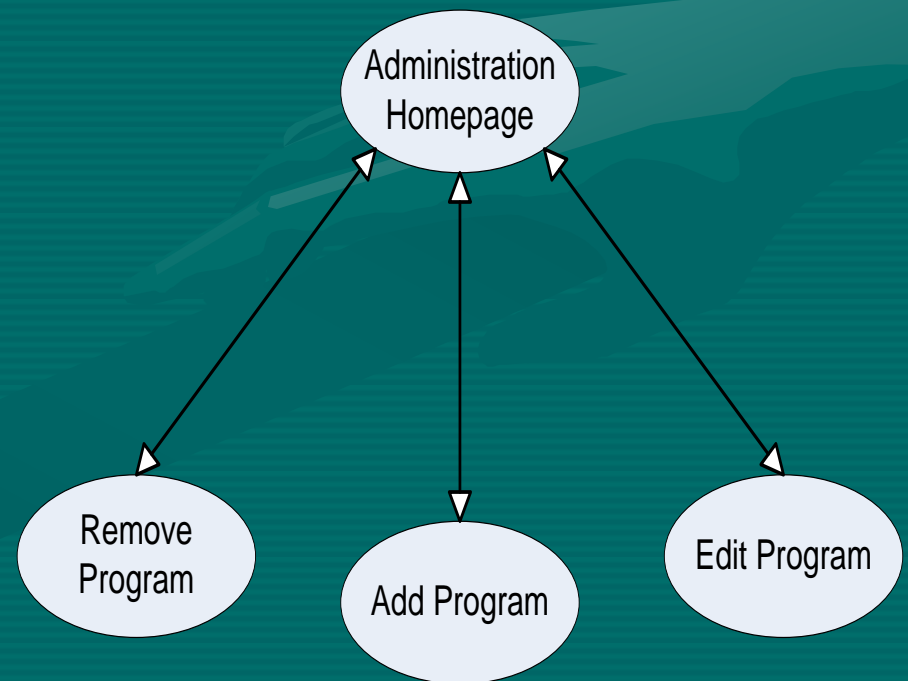 Administration
Homepage
Remove
Program
Add Program
Edit Program